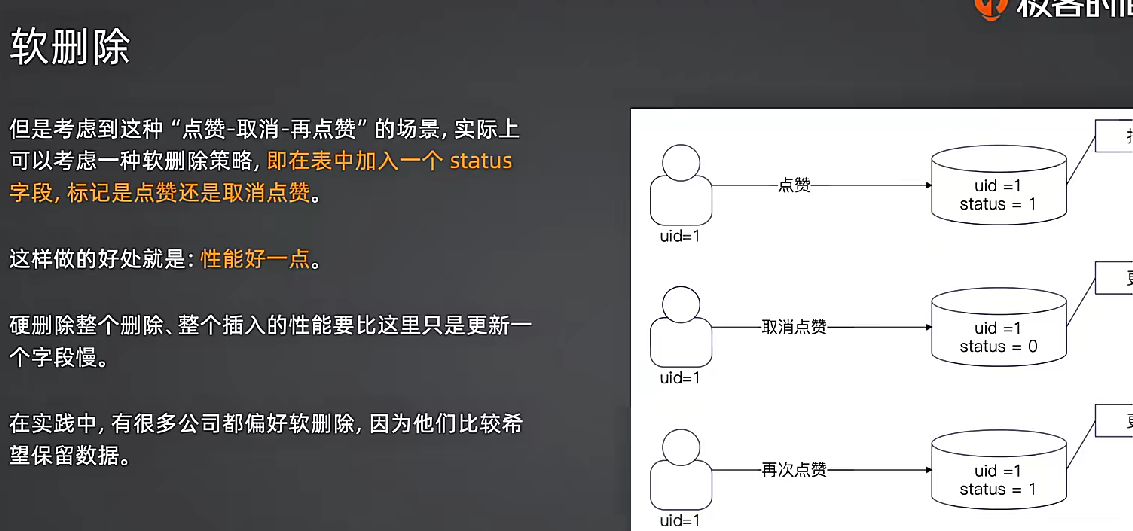 软删除
但是考虑到这种“点赞-取消-再点赞”的场景, 实际上
可以考虑一种软删除策略, 即在表中加入一个 status
字段, 标记是点赞还是取消点赞。
这样做的好处就是: 性能好一点。
硬删除整个删除、整个插入的性能要比这里只是更新一
个字段慢。
在实践中, 有很多公司都偏好软删除, 因为他们比较希
望保留数据。
点赞
uid=1
uid =1
status = 1
取消点赞
uid=1
uid =1
status = 0
再次点赞
uid=1
uid =1
status = 1